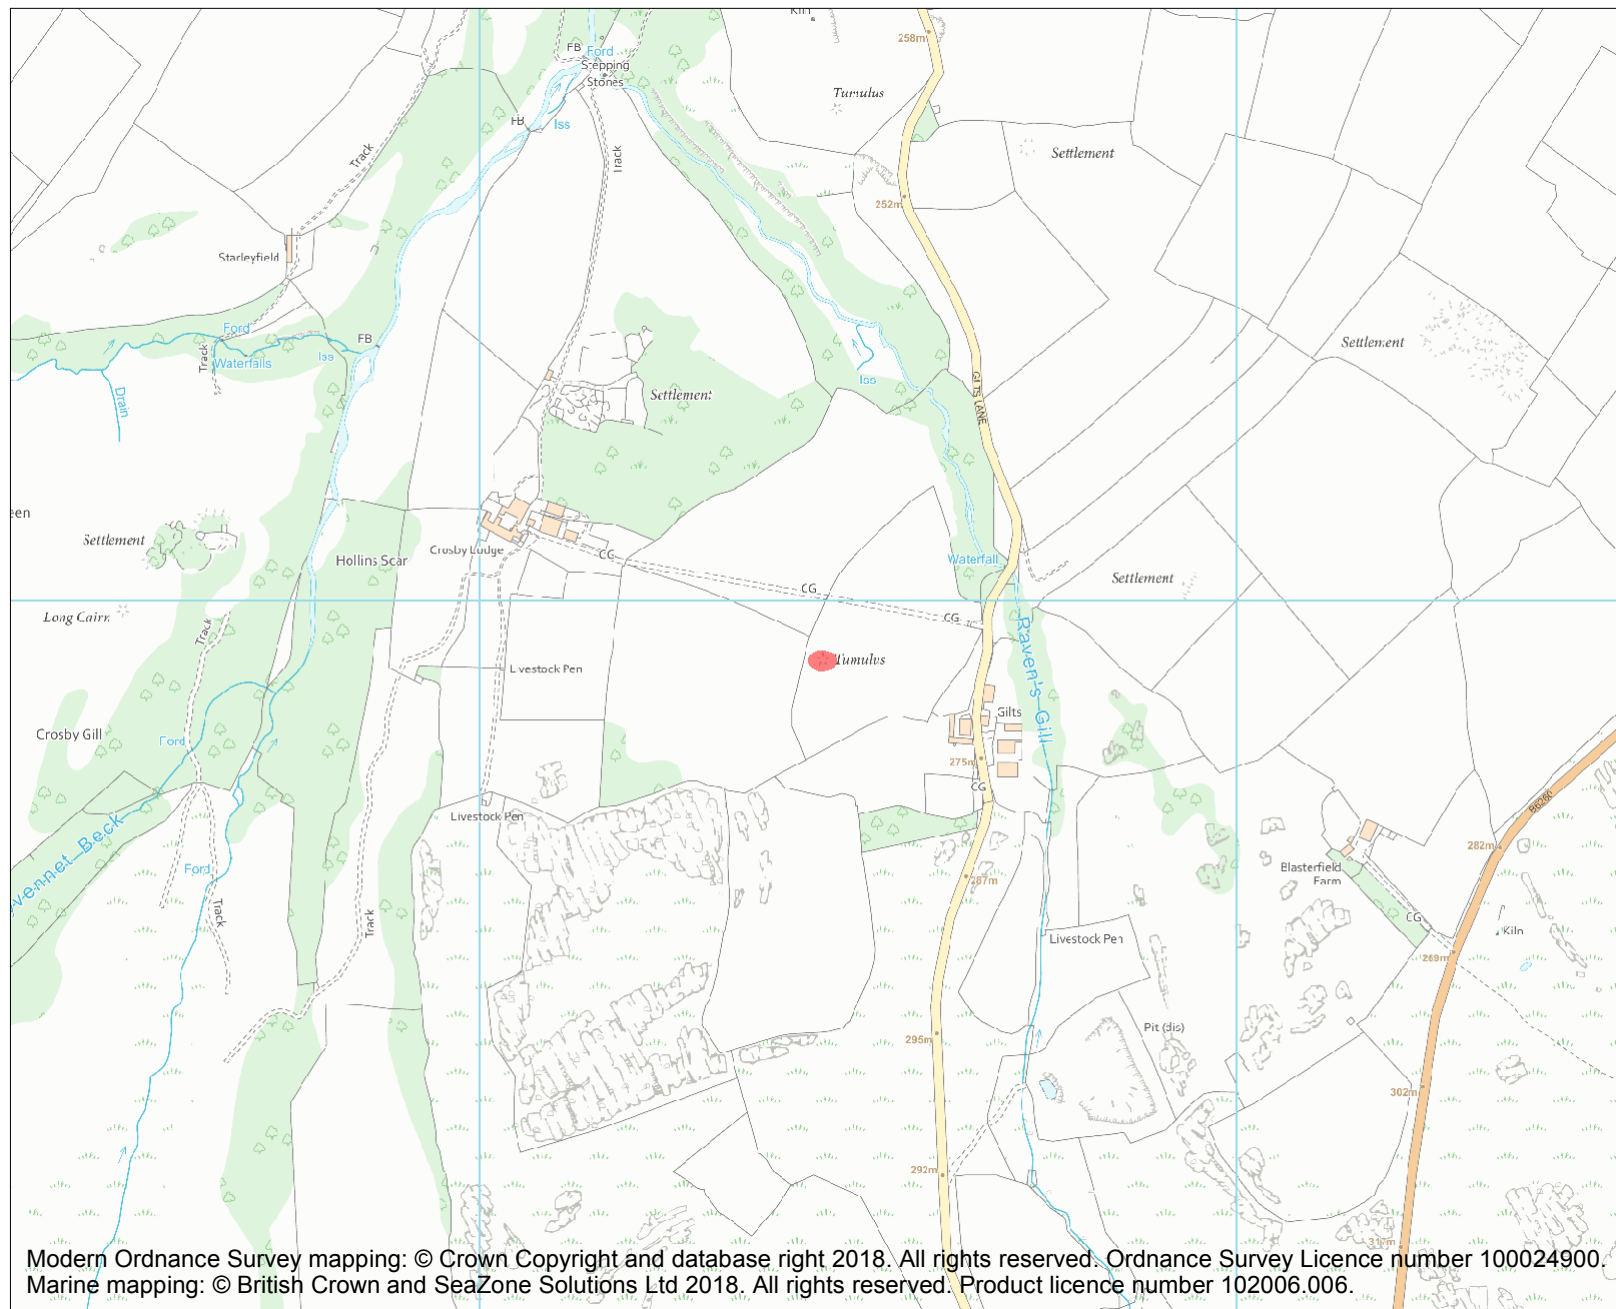 Kiln
258m
FB
Ford
Stepping
Stones
Tumulus
FB
Iss
Track
Track
Settlement
252m
Starleyfield
Ford
FB
Iss
Waterfalls
Track
Settlement
Iss
GILTS LANE
Drain
Settlement
een
Settlement
Hollins Scar
Crosby Lodge
CG
Waterfall
CG
Settlement
Long Cairn
CG
Track
Raven's Gill
Tumulus
Livestock Pen
Gilts
Crosby Gill
Ford
275m
CG
Livestock Pen
B6260
282m
vennet Beck
Ford
287m
Blasterfield
Farm
Track
Track
CG
Kiln
Livestock Pen
289m
Pit (dis)
295m
302m
292m
317m
Modern Ordnance Survey mapping: © Crown Copyright and database right 2018. All rights reserved. Ordnance Survey Licence number 100024900.
Marine mapping: © British Crown and SeaZone Solutions Ltd 2018. All rights reserved. Product licence number 102006.006.